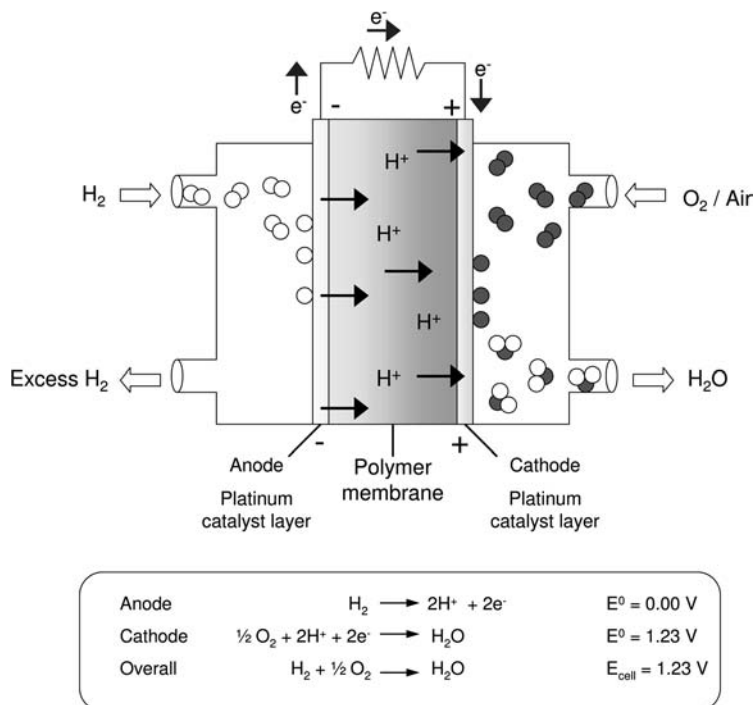 e⁻
e⁻
e⁻
- +
H⁺
H₂
O₂ / Air
H⁺
H⁺
Excess H₂
H⁺
H₂O
- +
Anode
Polymer
membrane
Cathode
Platinum
catalyst layer
Platinum
catalyst layer
Anode H₂ → 2H⁺ + 2e⁻ E⁰ = 0.00 V
Cathode ½ O₂ + 2H⁺ + 2e⁻ → H₂O E⁰ = 1.23 V
Overall H₂ + ½ O₂ → H₂O E_cell = 1.23 V